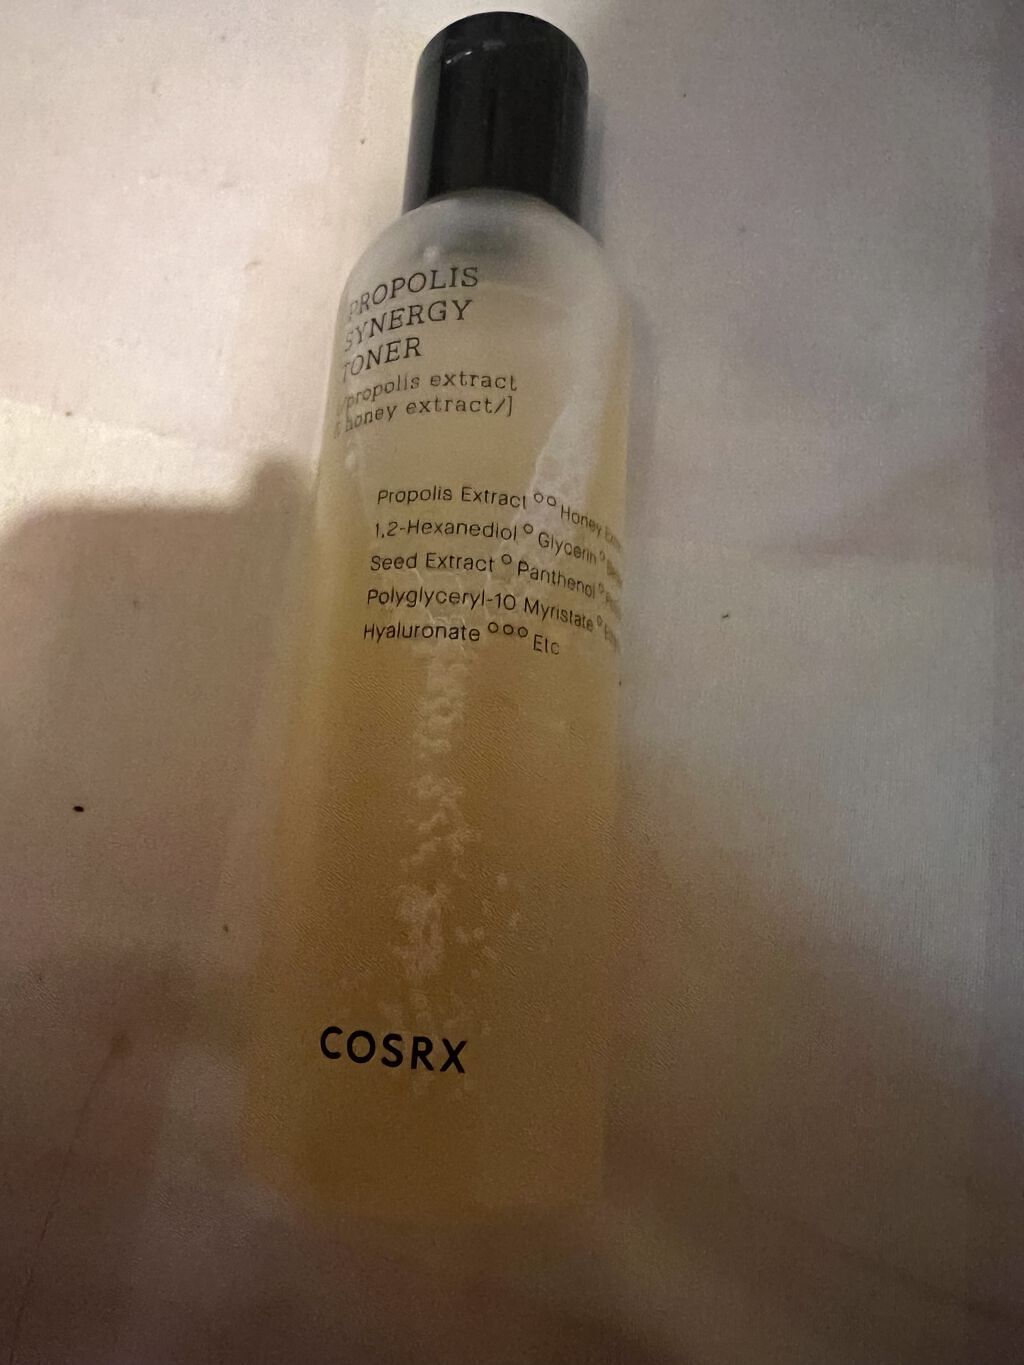 PROPOLIS
SYNERGY
TONER
[/propolis extract
honey extract/]
Propolis Extract °° Honey
1,2-Hexanediol ° Glycerin °
Seed Extract ° Panthenol °
Polyglyceryl-10 Myristate °
Hyaluronate °°° Etc
COSRX